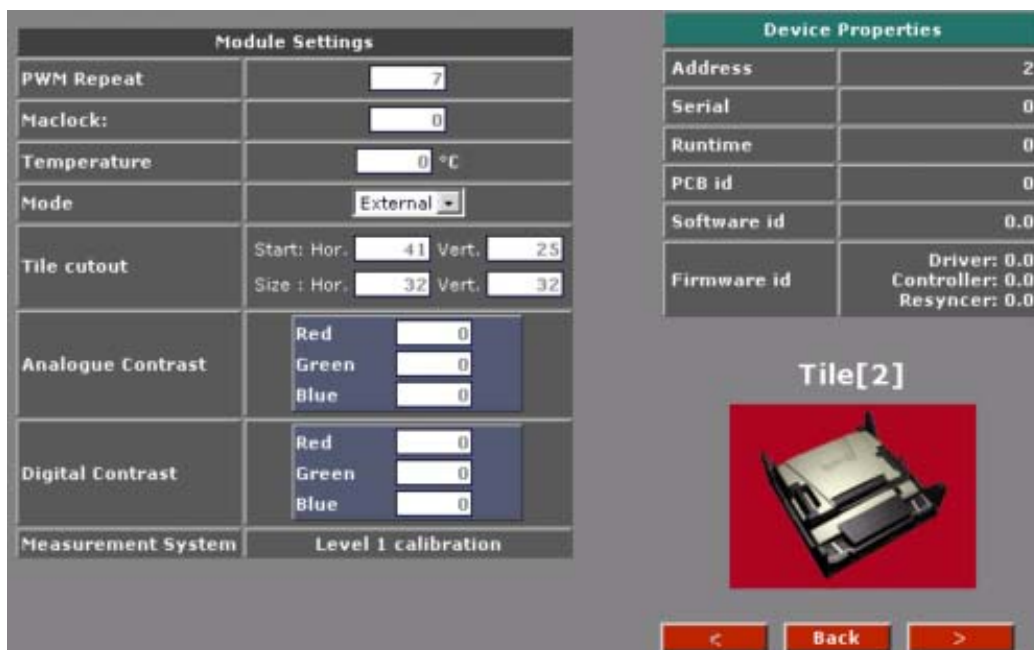 Module Settings
PWM Repeat 7
Maclock: 0
Temperature 0 °C
Mode External
Tile cutout
Start: Hor. 41 Vert. 25
Size : Hor. 32 Vert. 32
Analogue Contrast
Red 0
Green 0
Blue 0
Digital Contrast
Red 0
Green 0
Blue 0
Measurement System Level 1 calibration
Device Properties
Address 2
Serial 0
Runtime 0
PCB id 0
Software id 0.0
Firmware id
Driver: 0.0
Controller: 0.0
Resyncer: 0.0
Tile[2]
< Back >